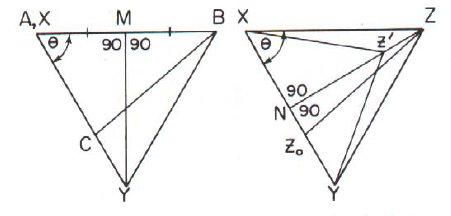 A,X M B X Z
θ 90 90 θ z'
90
N 90
C Z₀
Y Y